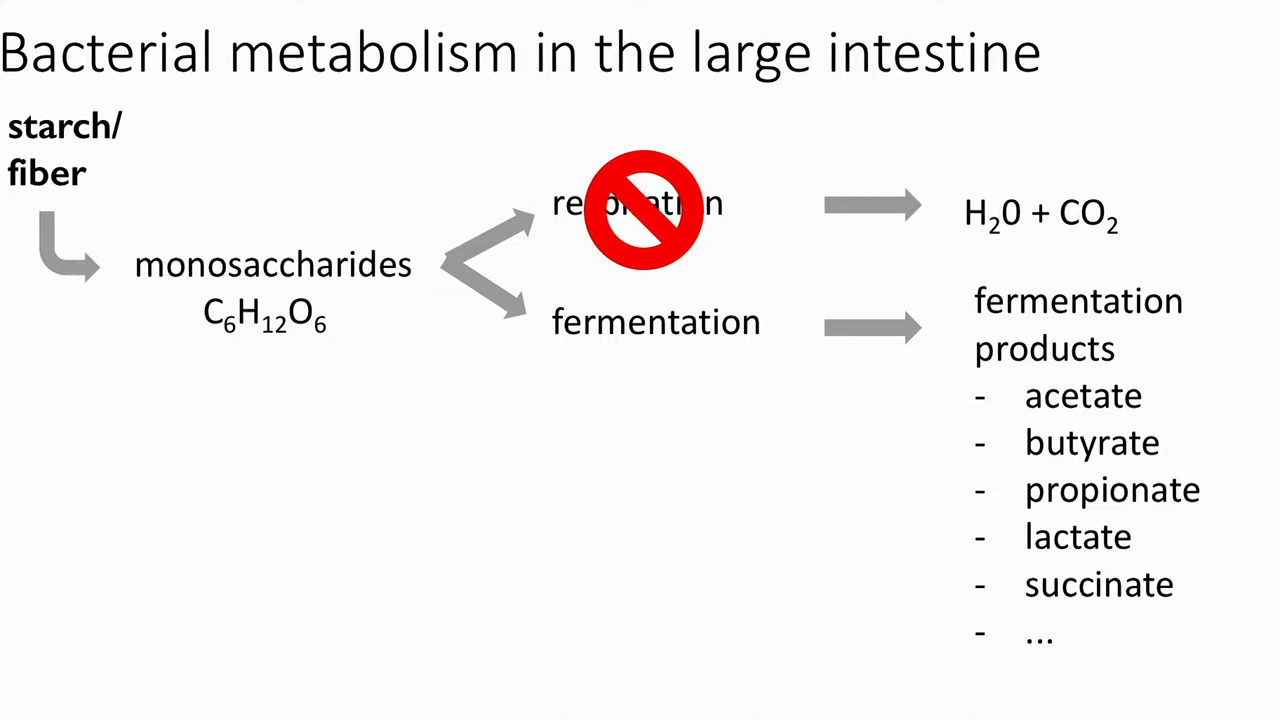 Bacterial metabolism in the large intestine
starch/
fiber
monosaccharides
C₆H₁₂O₆
respiration
fermentation
H₂0 + CO₂
fermentation
products
- acetate
- butyrate
- propionate
- lactate
- succinate
- ...